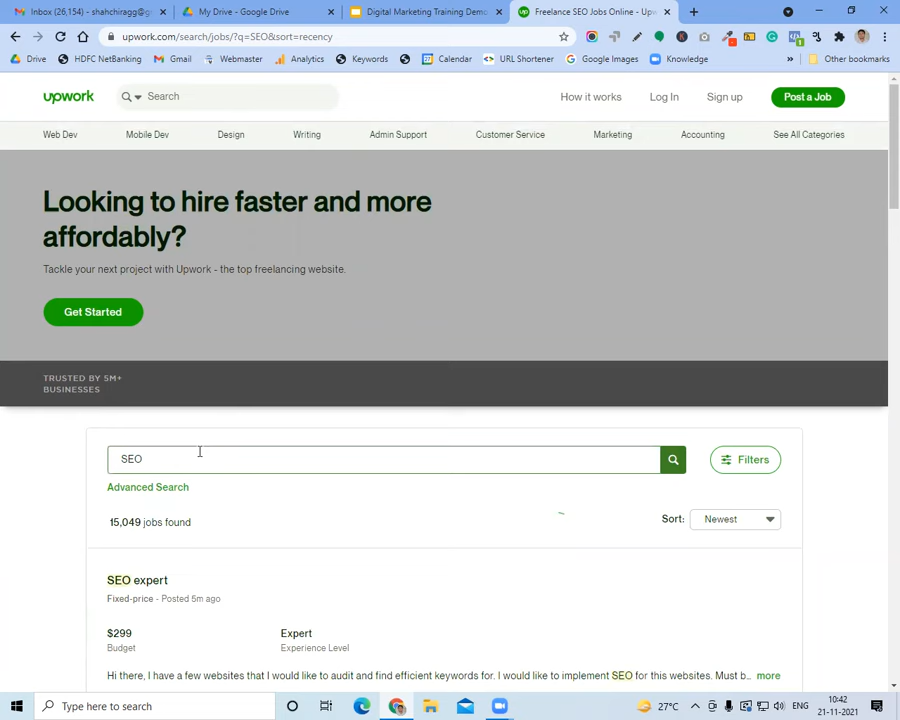 Inbox (26,154) - shahchiragg@gr
My Drive - Google Drive
Digital Marketing Training Demo
Freelance SEO Jobs Online - Upw
upwork.com/search/jobs/?q=SEO&sort=recency
Drive
HDFC NetBanking
Gmail
Webmaster
Analytics
Keywords
Calendar
URL Shortener
Google Images
Knowledge
Other bookmarks
upwork
Search
How it works
Log In
Sign up
Post a Job
Web Dev
Mobile Dev
Design
Writing
Admin Support
Customer Service
Marketing
Accounting
See All Categories
Looking to hire faster and more
affordably?
Tackle your next project with Upwork - the top freelancing website.
Get Started
TRUSTED BY 5M+
BUSINESSES
SEO
Filters
Advanced Search
15,049 jobs found
Sort:
Newest
SEO expert
Fixed-price - Posted 5m ago
$299
Expert
Budget
Experience Level
Hi there, I have a few websites that I would like to audit and find efficient keywords for. I would like to implement SEO for this websites. Must b... more
Type here to search
27°C
10:42
21-11-2021